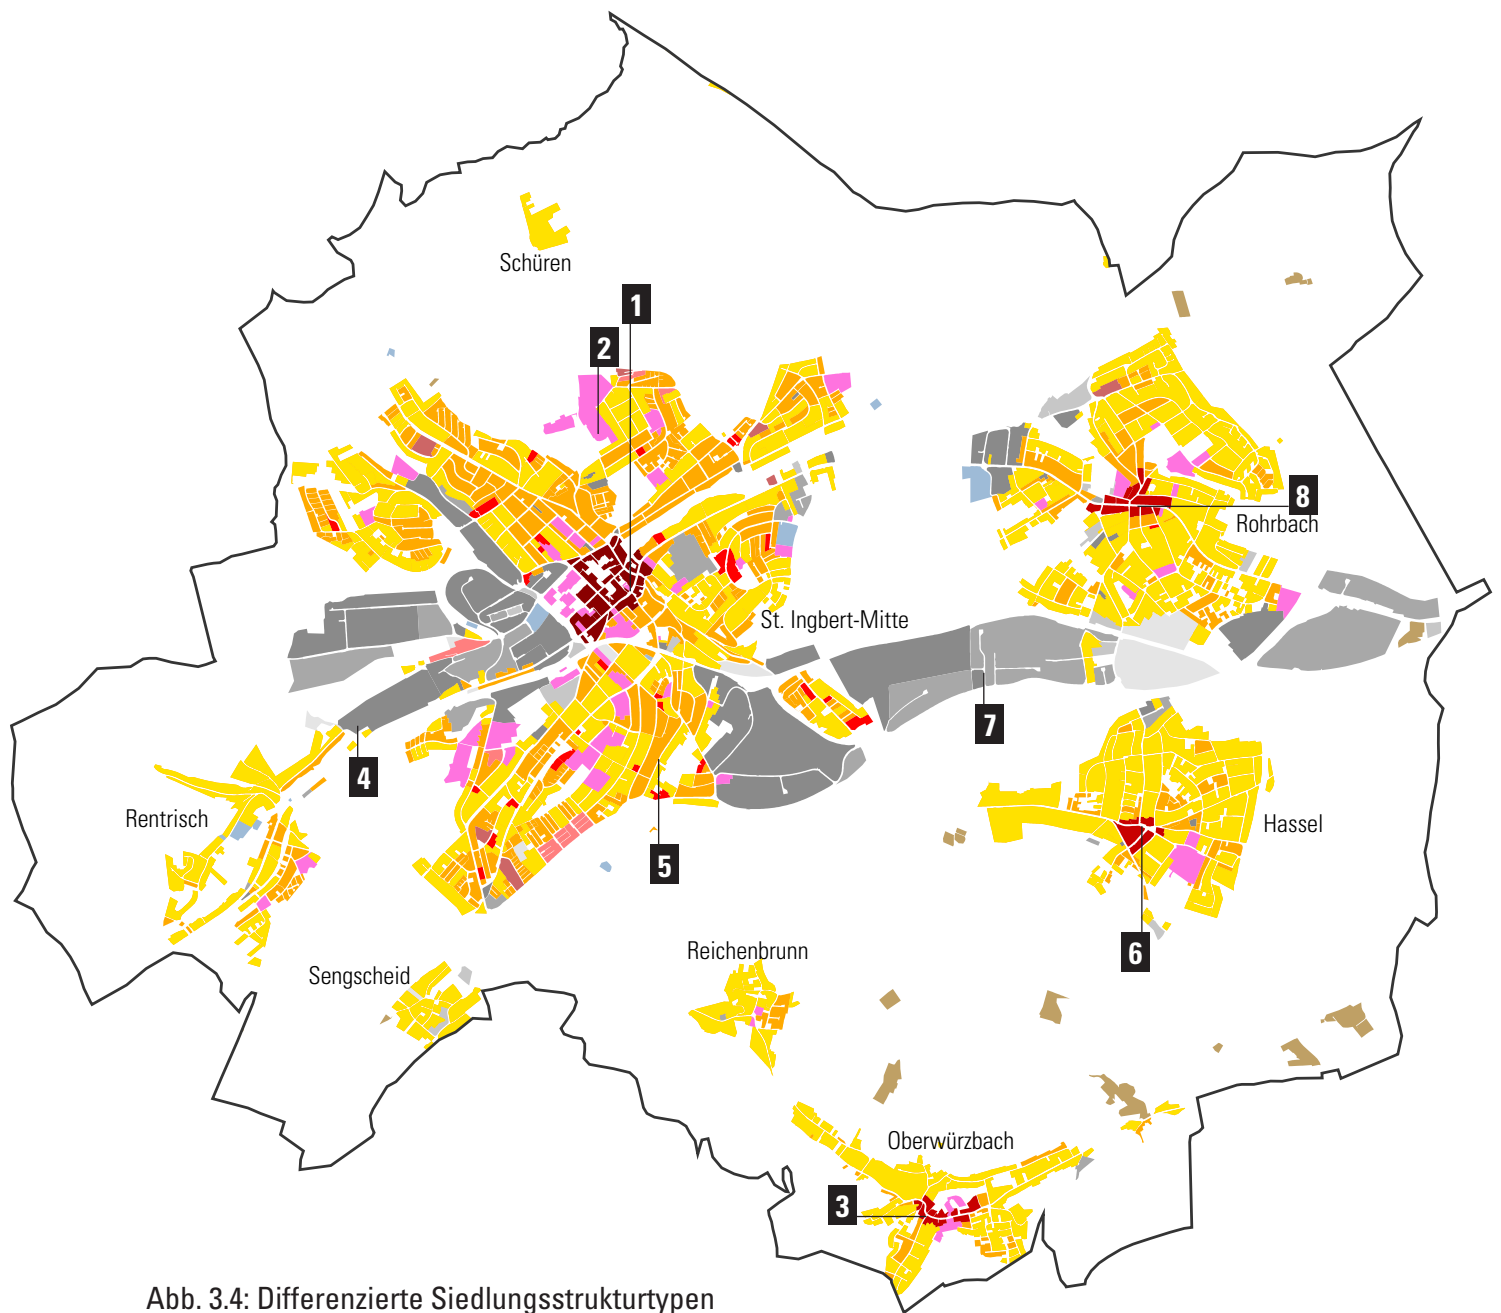 Schüren
1
2
8
Rohrbach
St. Ingbert-Mitte
7
4
Rentrisch
Hassel
5
6
Reichenbrunn
Sengscheid
Oberwürzbach
3
Abb. 3.4: Differenzierte Siedlungsstrukturtypen